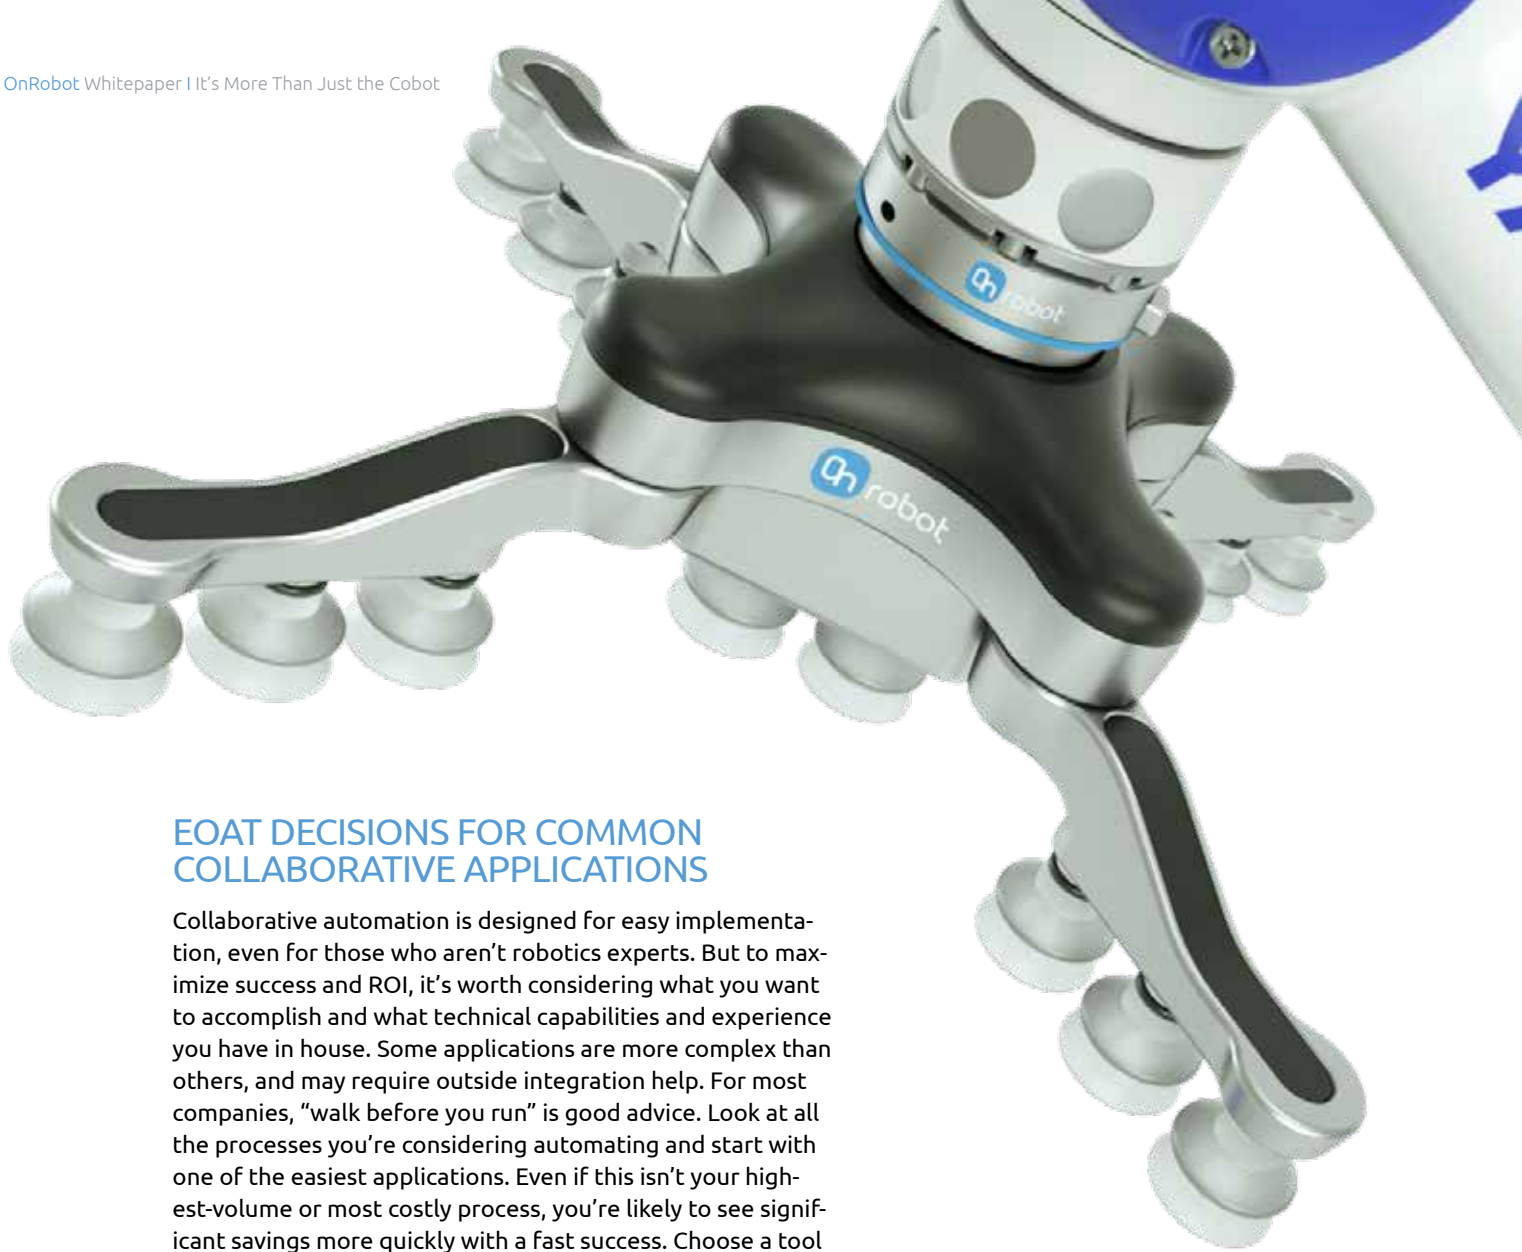 OnRobot Whitepaper I It’s More Than Just the Cobot
On robot
On robot
EOAT DECISIONS FOR COMMON
COLLABORATIVE APPLICATIONS
Collaborative automation is designed for easy implementa-
tion, even for those who aren’t robotics experts. But to max-
imize success and ROI, it’s worth considering what you want
to accomplish and what technical capabilities and experience
you have in house. Some applications are more complex than
others, and may require outside integration help. For most
companies, “walk before you run” is good advice. Look at all
the processes you’re considering automating and start with
one of the easiest applications. Even if this isn’t your high-
est-volume or most costly process, you’re likely to see signif-
icant savings more quickly with a fast success. Choose a tool